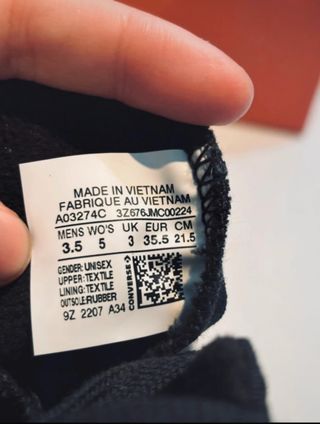 MADE IN VIETNAM
FABRIQUE AU VIETNAM
A03274C 3Z676JMC00224
MENS WO'S UK EUR CM
3.5 5 3 35.5 21.5
GENDER: UNISEX
UPPER: TEXTILE
LINING: TEXTILE
OUTSOLE: RUBBER
CONVERSE
9Z 2207 A34